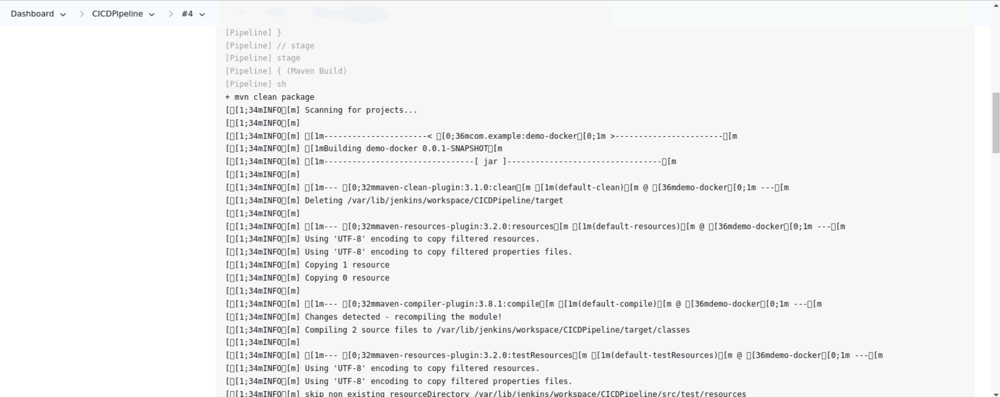 Dashboard > CICDPipeline > #4
[Pipeline] }
[Pipeline] // stage
[Pipeline] stage
[Pipeline] { (Maven Build)
[Pipeline] sh
+ mvn clean package
[▯[1;34mINFO▯[m] Scanning for projects...
[▯[1;34mINFO▯[m]
[▯[1;34mINFO▯[m] ▯[1m----------------------< ▯[0;36mcom.example:demo-docker▯[0;1m >-----------------------▯[m
[▯[1;34mINFO▯[m] ▯[1mBuilding demo-docker 0.0.1-SNAPSHOT▯[m
[▯[1;34mINFO▯[m] ▯[1m--------------------------------[ jar ]---------------------------------▯[m
[▯[1;34mINFO▯[m]
[▯[1;34mINFO▯[m] ▯[1m--- ▯[0;32mmaven-clean-plugin:3.1.0:clean▯[m ▯[1m(default-clean)▯[m @ ▯[36mdemo-docker▯[0;1m ---▯[m
[▯[1;34mINFO▯[m] Deleting /var/lib/jenkins/workspace/CICDPipeline/target
[▯[1;34mINFO▯[m]
[▯[1;34mINFO▯[m] ▯[1m--- ▯[0;32mmaven-resources-plugin:3.2.0:resources▯[m ▯[1m(default-resources)▯[m @ ▯[36mdemo-docker▯[0;1m ---▯[m
[▯[1;34mINFO▯[m] Using 'UTF-8' encoding to copy filtered resources.
[▯[1;34mINFO▯[m] Using 'UTF-8' encoding to copy filtered properties files.
[▯[1;34mINFO▯[m] Copying 1 resource
[▯[1;34mINFO▯[m] Copying 0 resource
[▯[1;34mINFO▯[m]
[▯[1;34mINFO▯[m] ▯[1m--- ▯[0;32mmaven-compiler-plugin:3.8.1:compile▯[m ▯[1m(default-compile)▯[m @ ▯[36mdemo-docker▯[0;1m ---▯[m
[▯[1;34mINFO▯[m] Changes detected - recompiling the module!
[▯[1;34mINFO▯[m] Compiling 2 source files to /var/lib/jenkins/workspace/CICDPipeline/target/classes
[▯[1;34mINFO▯[m]
[▯[1;34mINFO▯[m] ▯[1m--- ▯[0;32mmaven-resources-plugin:3.2.0:testResources▯[m ▯[1m(default-testResources)▯[m @ ▯[36mdemo-docker▯[0;1m ---▯[m
[▯[1;34mINFO▯[m] Using 'UTF-8' encoding to copy filtered resources.
[▯[1;34mINFO▯[m] Using 'UTF-8' encoding to copy filtered properties files.
[▯[1;34mINFO▯[m] skip non existing resourceDirectory /var/lib/jenkins/workspace/CICDPipeline/src/test/resources